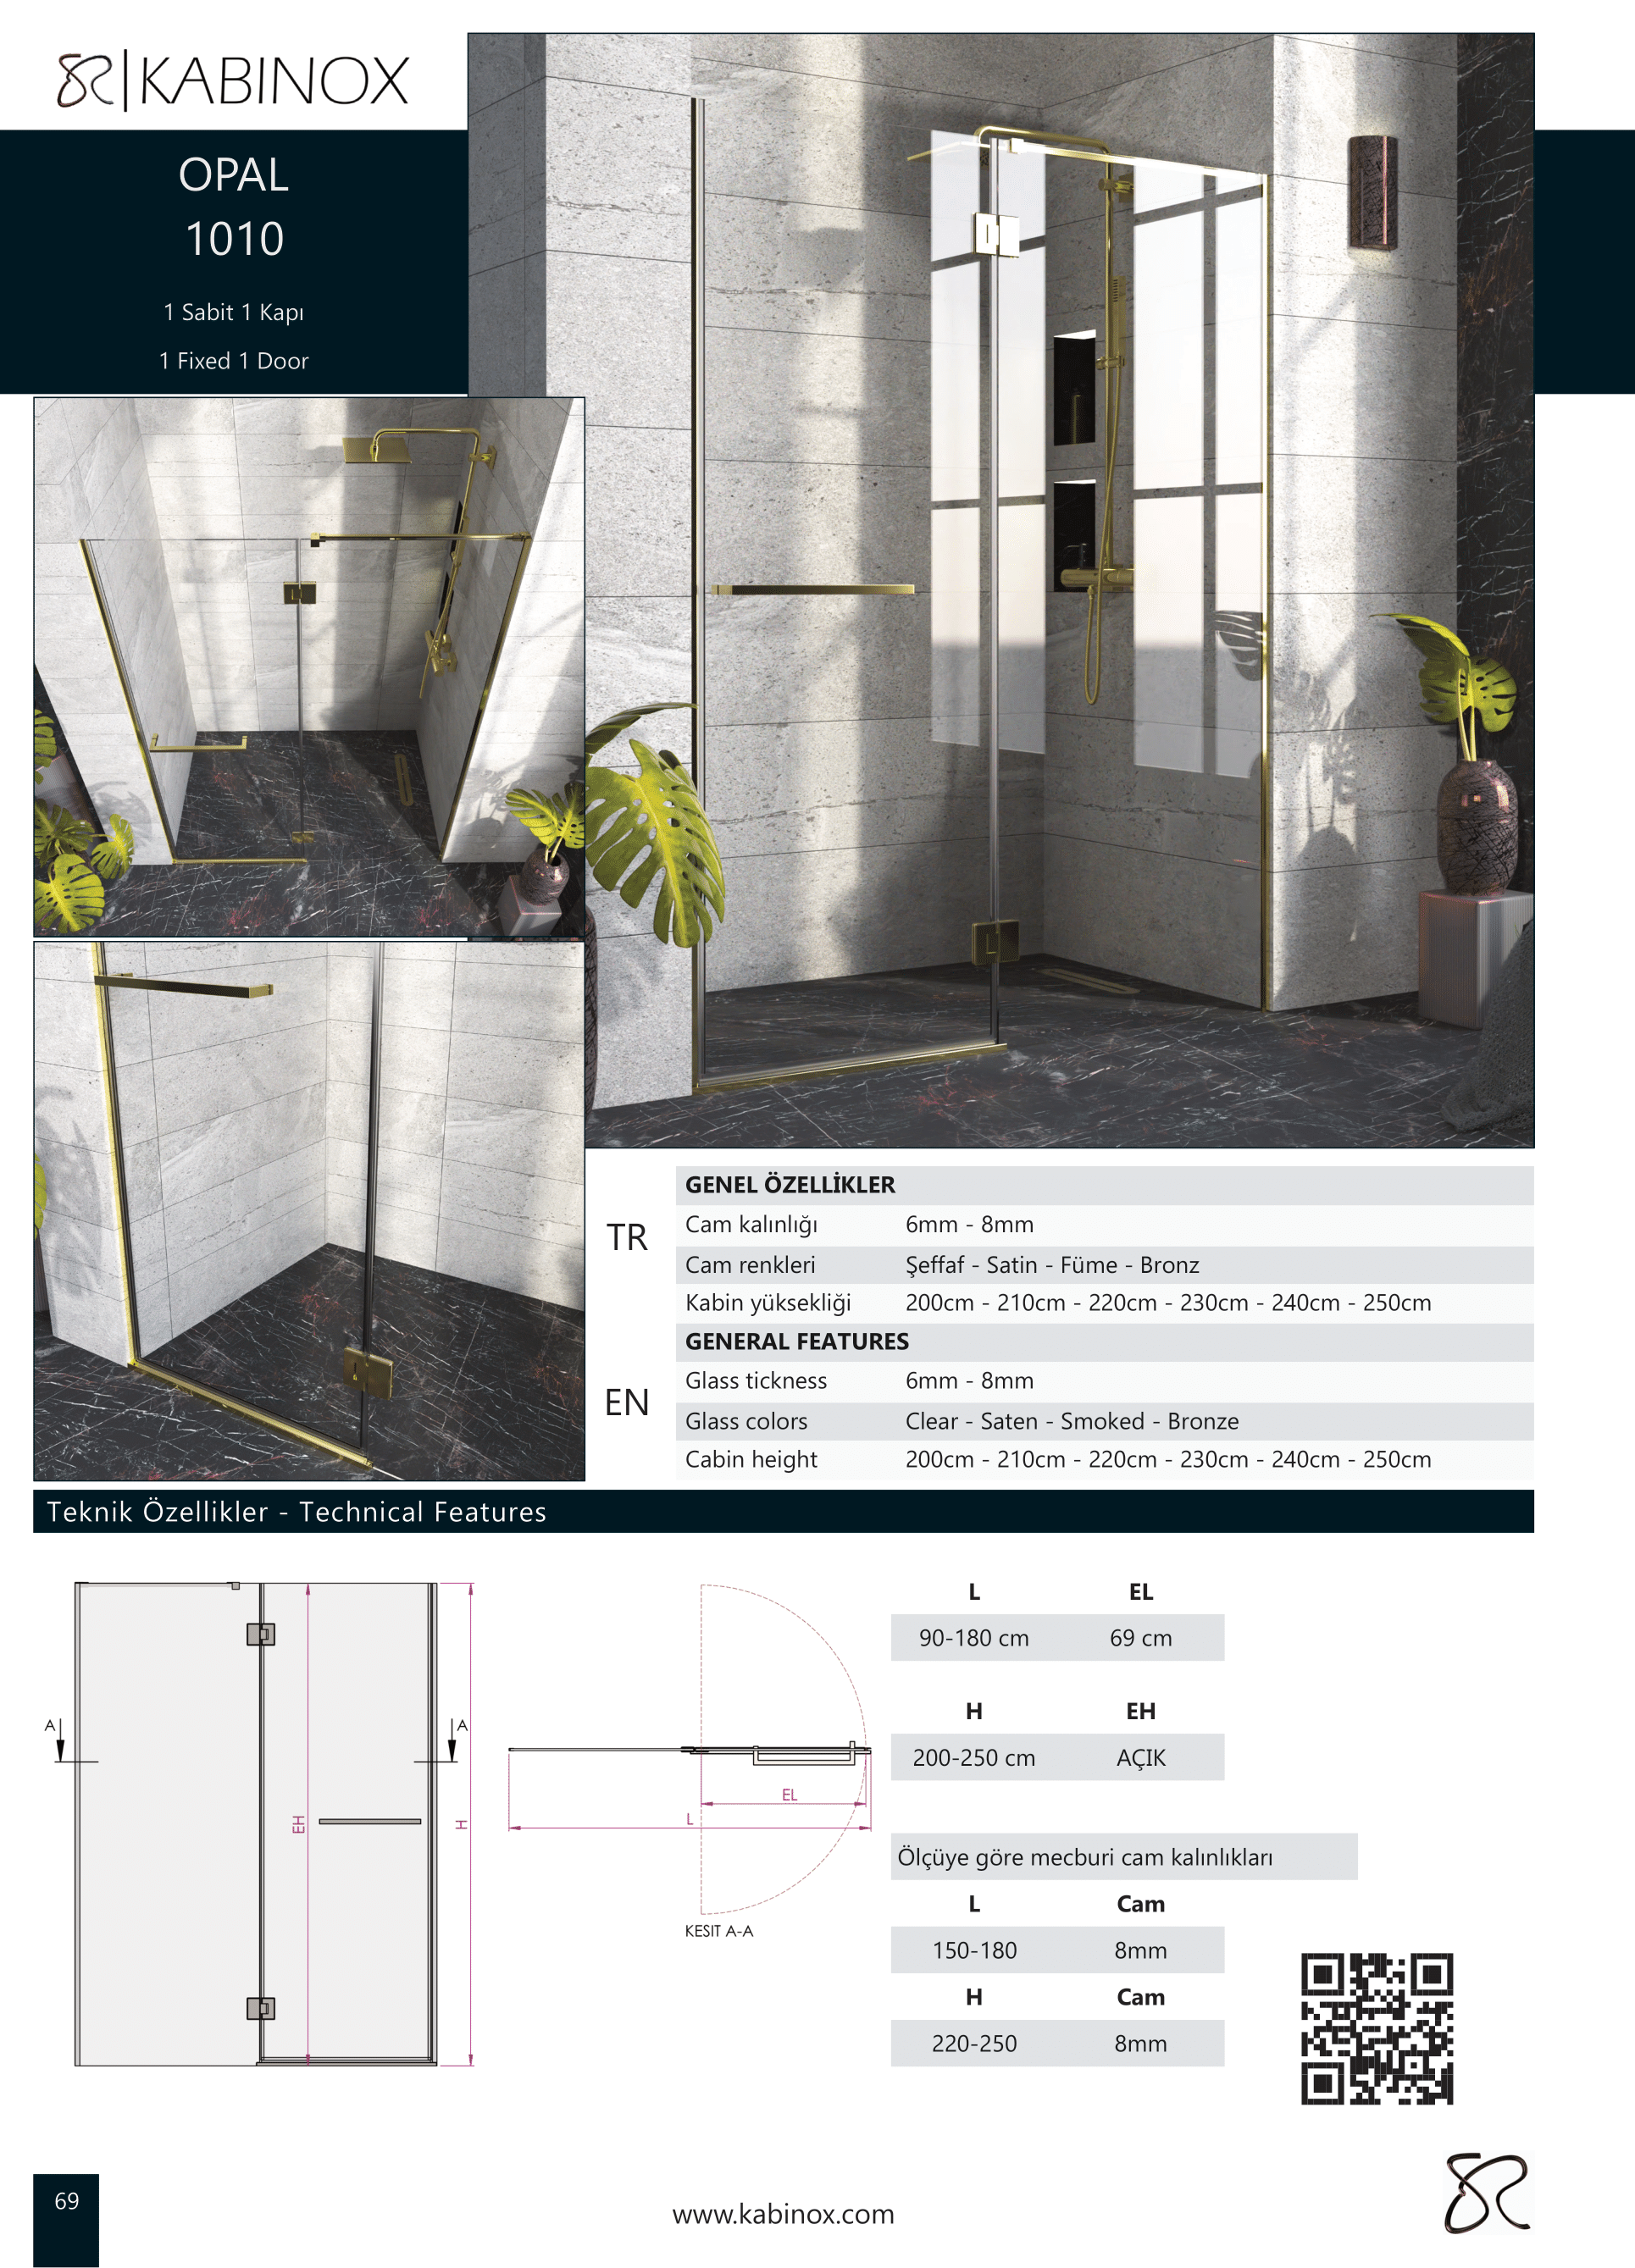 KABINOX
OPAL
1010
1 Sabit 1 Kapı
1 Fixed 1 Door
TR
GENEL ÖZELLİKLER
Cam kalınlığı 6mm - 8mm
Cam renkleri Şeffaf - Satin - Füme - Bronz
Kabin yüksekliği 200cm - 210cm - 220cm - 230cm - 240cm - 250cm
EN
GENERAL FEATURES
Glass tickness 6mm - 8mm
Glass colors Clear - Saten - Smoked - Bronze
Cabin height 200cm - 210cm - 220cm - 230cm - 240cm - 250cm
Teknik Özellikler - Technical Features
A A
EH
H
EL
L
KESIT A-A
L EL
90-180 cm 69 cm
H EH
200-250 cm AÇIK
Ölçüye göre mecburi cam kalınlıkları
L Cam
150-180 8mm
H Cam
220-250 8mm
69
www.kabinox.com